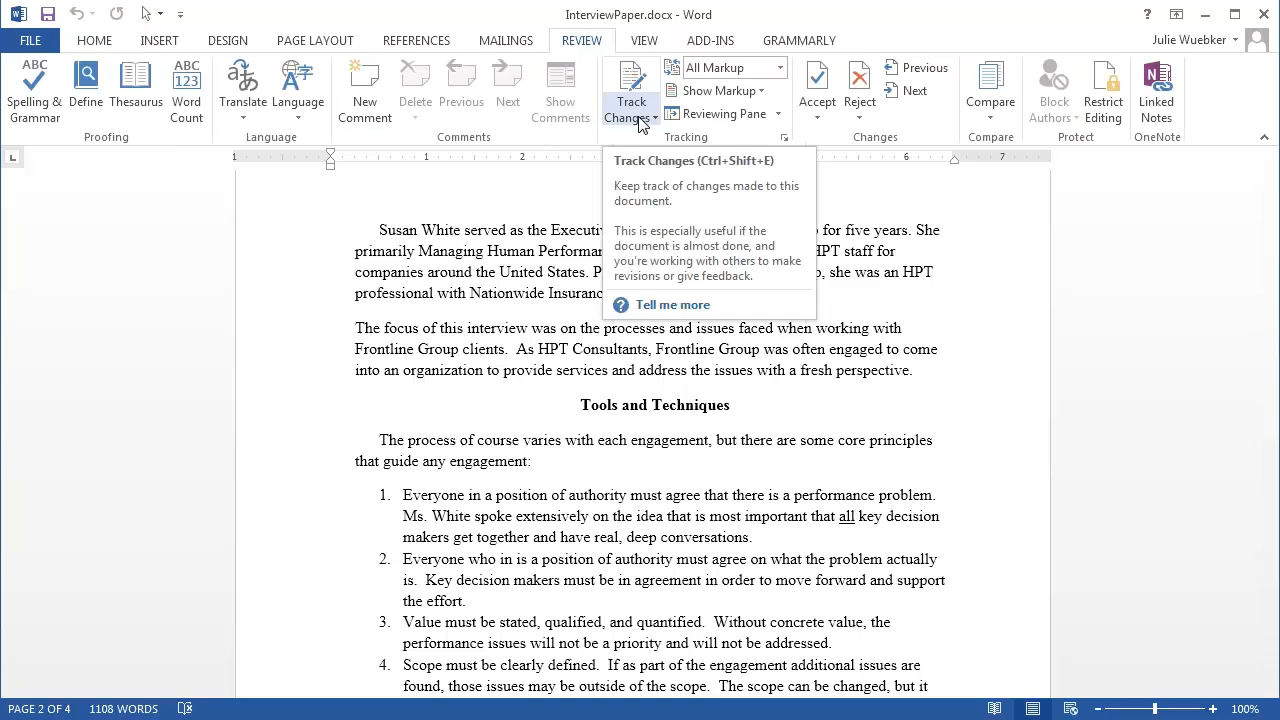 InterviewPaper.docx - Word
FILE HOME INSERT DESIGN PAGE LAYOUT REFERENCES MAILINGS REVIEW VIEW ADD-INS GRAMMARLY Julie Wuebker
ABC
Spelling & Grammar
Define
Thesaurus
ABC
123
Word Count
Proofing
Translate
Language
Language
New Comment
Delete
Previous
Next
Show Comments
Comments
Track Changes
All Markup
Show Markup
Reviewing Pane
Tracking
Accept
Reject
Previous
Next
Changes
Compare
Compare
Block Authors
Restrict Editing
Protect
Linked Notes
OneNote
1 1 2 6 7
Track Changes (Ctrl+Shift+E)
Keep track of changes made to this
document.
This is especially useful if the
document is almost done, and
you're working with others to make
revisions or give feedback.
Tell me more
Susan White served as the Executiv for five years. She
primarily Managing Human Performan HPT staff for
companies around the United States. P o, she was an HPT
professional with Nationwide Insuranc
The focus of this interview was on the processes and issues faced when working with
Frontline Group clients. As HPT Consultants, Frontline Group was often engaged to come
into an organization to provide services and address the issues with a fresh perspective.
Tools and Techniques
The process of course varies with each engagement, but there are some core principles
that guide any engagement:
1. Everyone in a position of authority must agree that there is a performance problem.
Ms. White spoke extensively on the idea that is most important that all key decision
makers get together and have real, deep conversations.
2. Everyone who in is a position of authority must agree on what the problem actually
is. Key decision makers must be in agreement in order to move forward and support
the effort.
3. Value must be stated, qualified, and quantified. Without concrete value, the
performance issues will not be a priority and will not be addressed.
4. Scope must be clearly defined. If as part of the engagement additional issues are
found, those issues may be outside of the scope. The scope can be changed, but it
PAGE 2 OF 4 1108 WORDS 100%